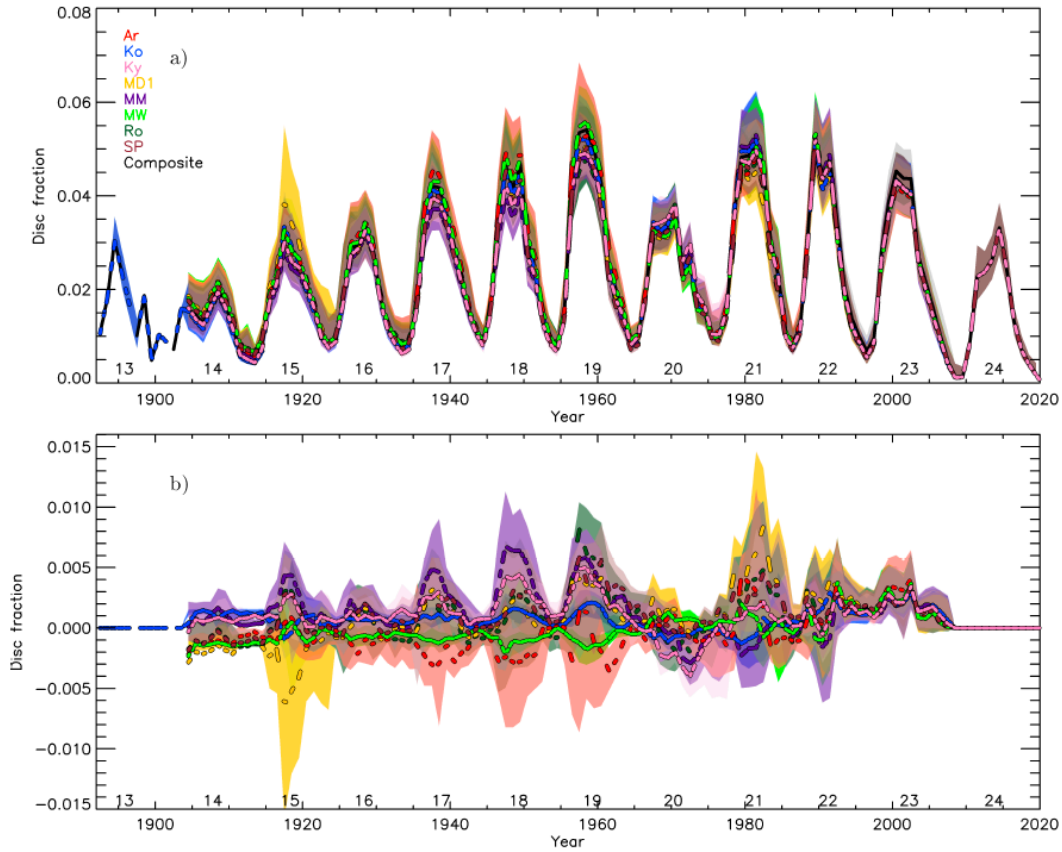 0.08
0.06
0.04
0.02
0.00
Disc fraction
Ar
Ko
Ky
MD1
MM
MW
Ro
SP
Composite
a)
13 14 15 16 17 18 19 20 21 22 23 24
1900 1920 1940 1960 1980 2000 2020
Year
0.015
0.010
0.005
0.000
−0.005
−0.010
−0.015
Disc fraction
b)
13 14 15 16 17 18 19 20 21 22 23 24
1900 1920 1940 1960 1980 2000 2020
Year